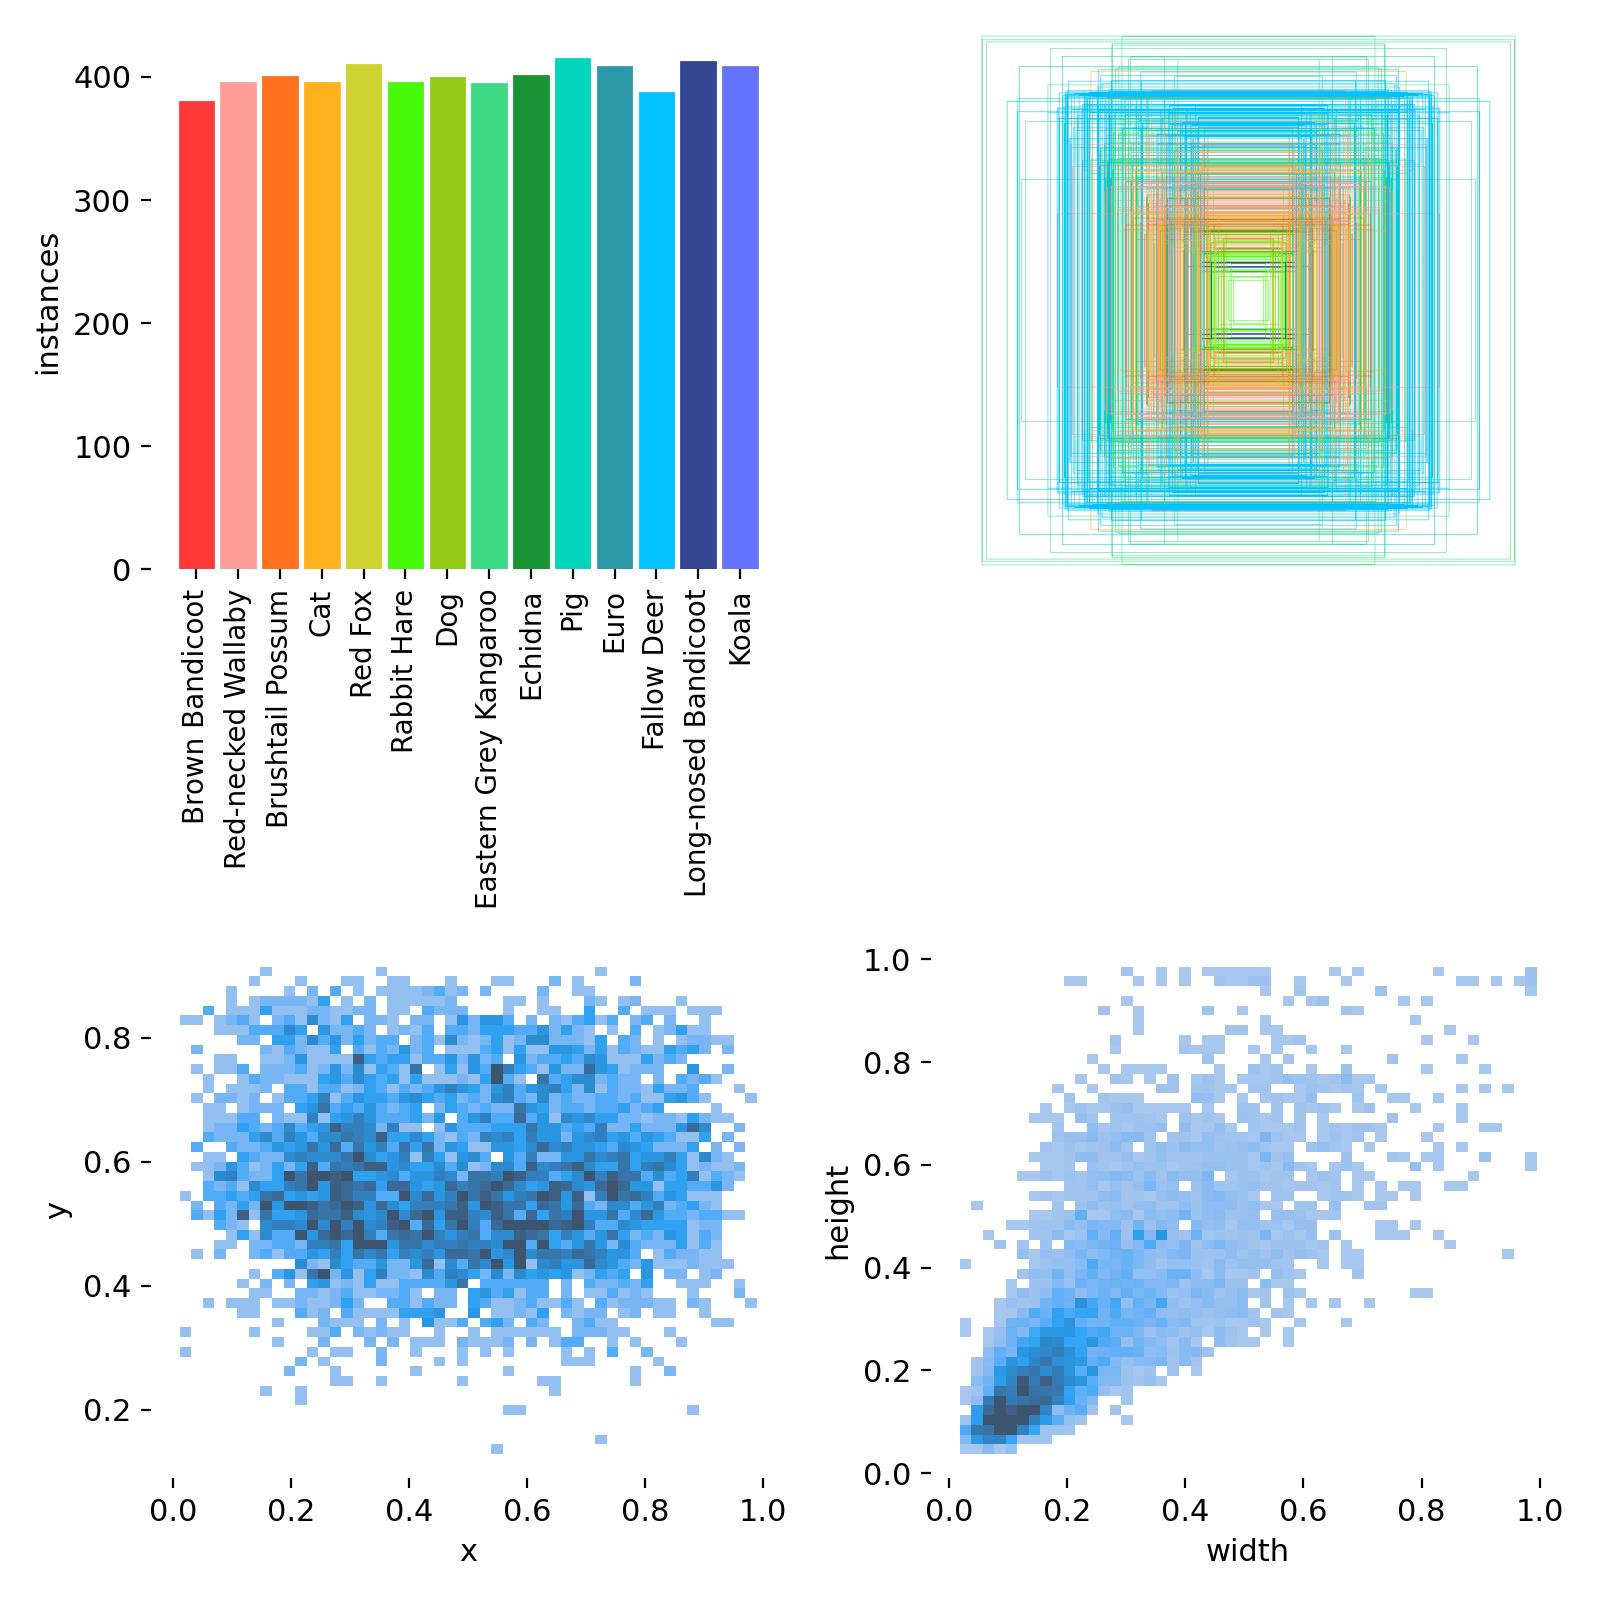 instances
400
300
200
100
0
Brown Bandicoot
Red-necked Wallaby
Brushtail Possum
Cat
Red Fox
Rabbit Hare
Dog
Eastern Grey Kangaroo
Echidna
Pig
Euro
Fallow Deer
Long-nosed Bandicoot
Koala
y
0.8
0.6
0.4
0.2
0.0 0.2 0.4 0.6 0.8 1.0
x
height
1.0
0.8
0.6
0.4
0.2
0.0
0.0 0.2 0.4 0.6 0.8 1.0
width